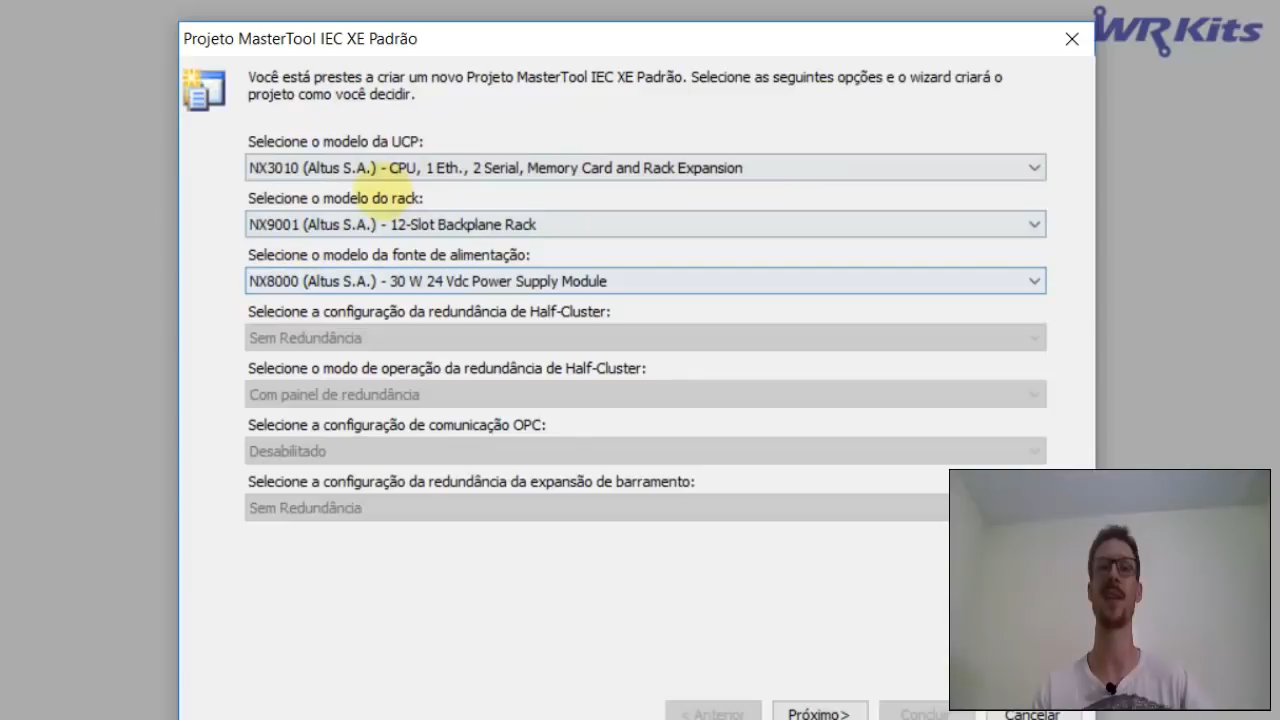 WR Kits
Projeto MasterTool IEC XE Padrão
Você está prestes a criar um novo Projeto MasterTool IEC XE Padrão. Selecione as seguintes opções e o wizard criará o
projeto como você decidir.
Selecione o modelo da UCP:
NX3010 (Altus S.A.) - CPU, 1 Eth., 2 Serial, Memory Card and Rack Expansion
Selecione o modelo do rack:
NX9001 (Altus S.A.) - 12-Slot Backplane Rack
Selecione o modelo da fonte de alimentação:
NX8000 (Altus S.A.) - 30 W 24 Vdc Power Supply Module
Selecione a configuração da redundância de Half-Cluster:
Sem Redundância
Selecione o modo de operação da redundância de Half-Cluster:
Com painel de redundância
Selecione a configuração de comunicação OPC:
Desabilitado
Selecione a configuração da redundância da expansão de barramento:
Sem Redundância
< Anterior Próximo> Concluir Cancelar